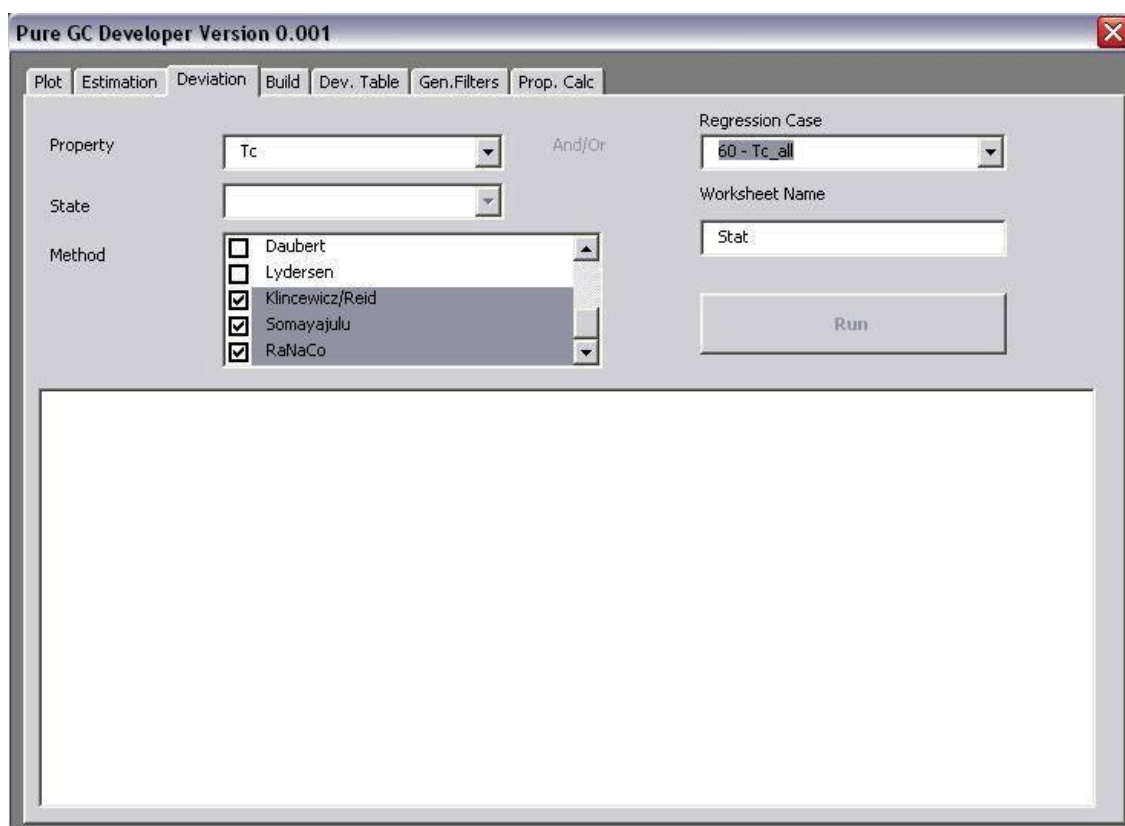 Pure GC Developer Version 0.001
Plot Estimation Deviation Build Dev. Table Gen.Filters Prop. Calc
Property
Tc
And/Or
Regression Case
60 - Tc_all
State
Worksheet Name
Stat
Method
Daubert
Lydersen
Klincewicz/Reid
Somayajulu
RaNaCo
Run